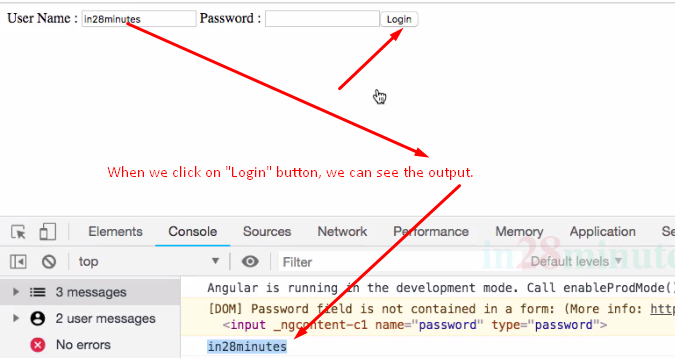 User Name : in28minutes Password : Login
When we click on "Login" button, we can see the output.
Elements Console Sources Network Performance Memory Application Se
in28minute
top Filter Default levels
3 messages
Angular is running in the development mode. Call enableProdMode()
2 user messages
[DOM] Password field is not contained in a form: (More info: http
<input _ngcontent-c1 name="password" type="password">
No errors
in28minutes